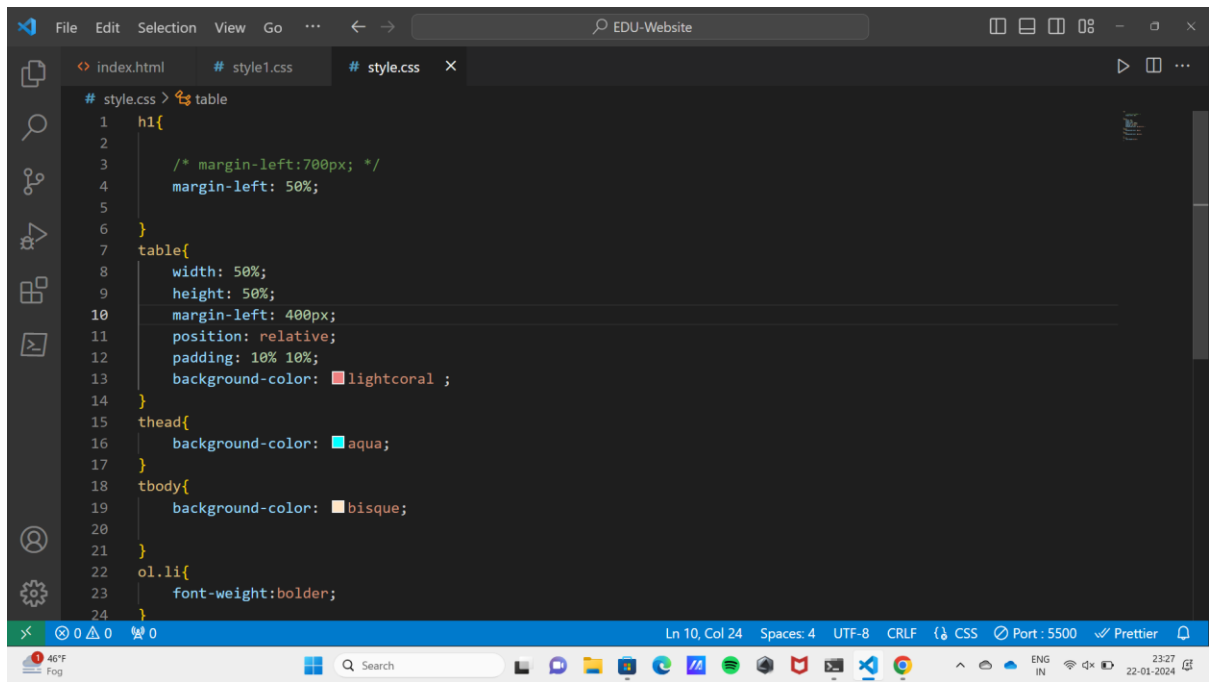 File Edit Selection View Go ··· EDU-Website
index.html # style1.css # style.css
# style.css > table
1 h1{
2
3 /* margin-left:700px; */
4 margin-left: 50%;
5
6 }
7 table{
8 width: 50%;
9 height: 50%;
10 margin-left: 400px;
11 position: relative;
12 padding: 10% 10%;
13 background-color: lightcoral ;
14 }
15 thead{
16 background-color: aqua;
17 }
18 tbody{
19 background-color: bisque;
20
21 }
22 ol.li{
23 font-weight:bolder;
24 }
0 0 0 Ln 10, Col 24 Spaces: 4 UTF-8 CRLF CSS Port : 5500 Prettier
1 46°F Search ENG 23:27
Fog IN 22-01-2024